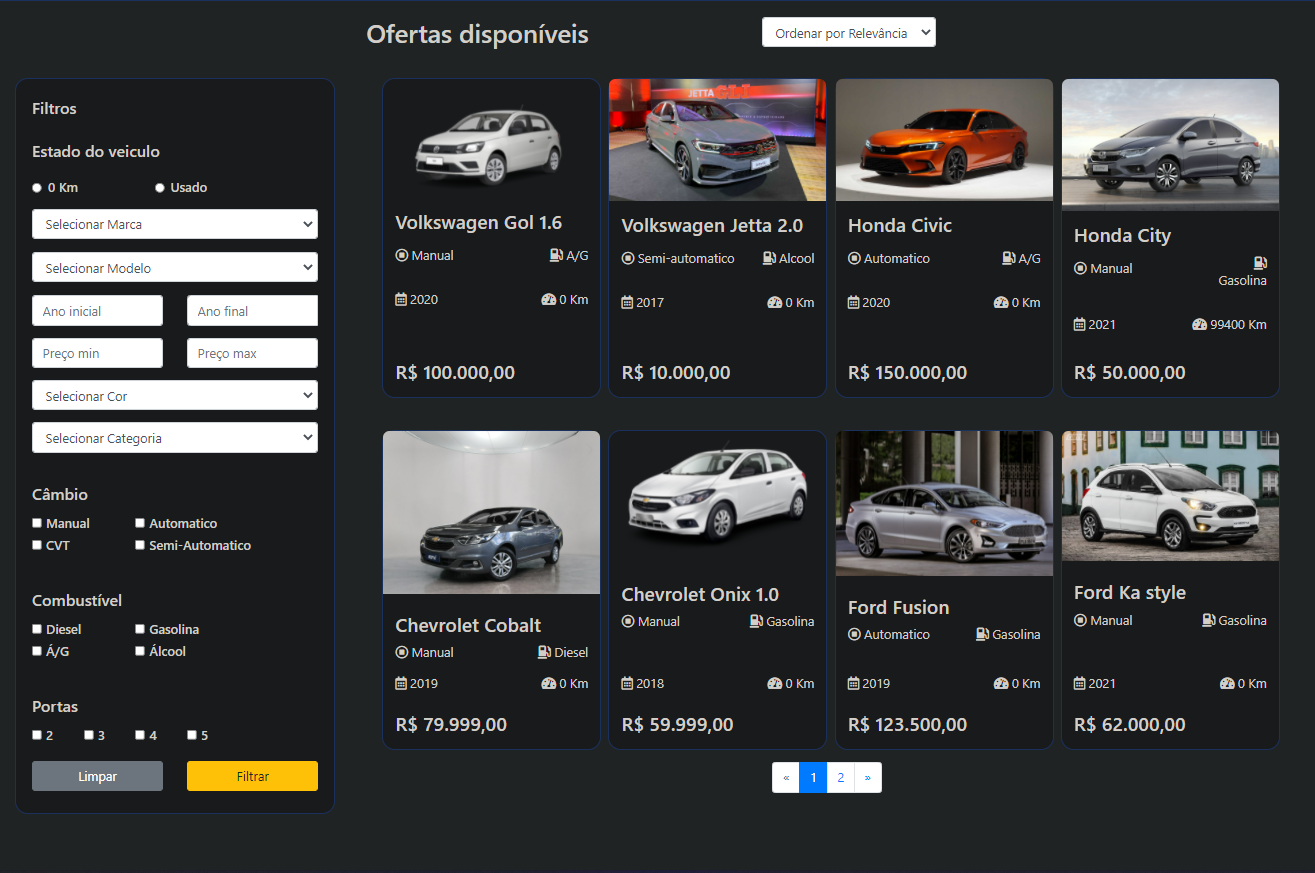 Ofertas disponíveis
Ordenar por Relevância
Filtros
Estado do veiculo
0 Km Usado
Selecionar Marca
Selecionar Modelo
Ano inicial Ano final
Preço min Preço max
Selecionar Cor
Selecionar Categoria
Câmbio
Manual Automatico
CVT Semi-Automatico
Combustível
Diesel Gasolina
Á/G Álcool
Portas
2 3 4 5
Limpar Filtrar
Volkswagen Gol 1.6
Manual A/G
2020 0 Km
R$ 100.000,00
JETTA GLI
Volkswagen Jetta 2.0
Semi-automatico Alcool
2017 0 Km
R$ 10.000,00
Honda Civic
Automatico A/G
2020 0 Km
R$ 150.000,00
Honda City
Manual
Gasolina
2021 99400 Km
R$ 50.000,00
Chevrolet Cobalt
Manual Diesel
2019 0 Km
R$ 79.999,00
Chevrolet Onix 1.0
Manual Gasolina
2018 0 Km
R$ 59.999,00
Ford Fusion
Automatico Gasolina
2019 0 Km
R$ 123.500,00
Ford Ka style
Manual Gasolina
2021 0 Km
R$ 62.000,00
« 1 2 »